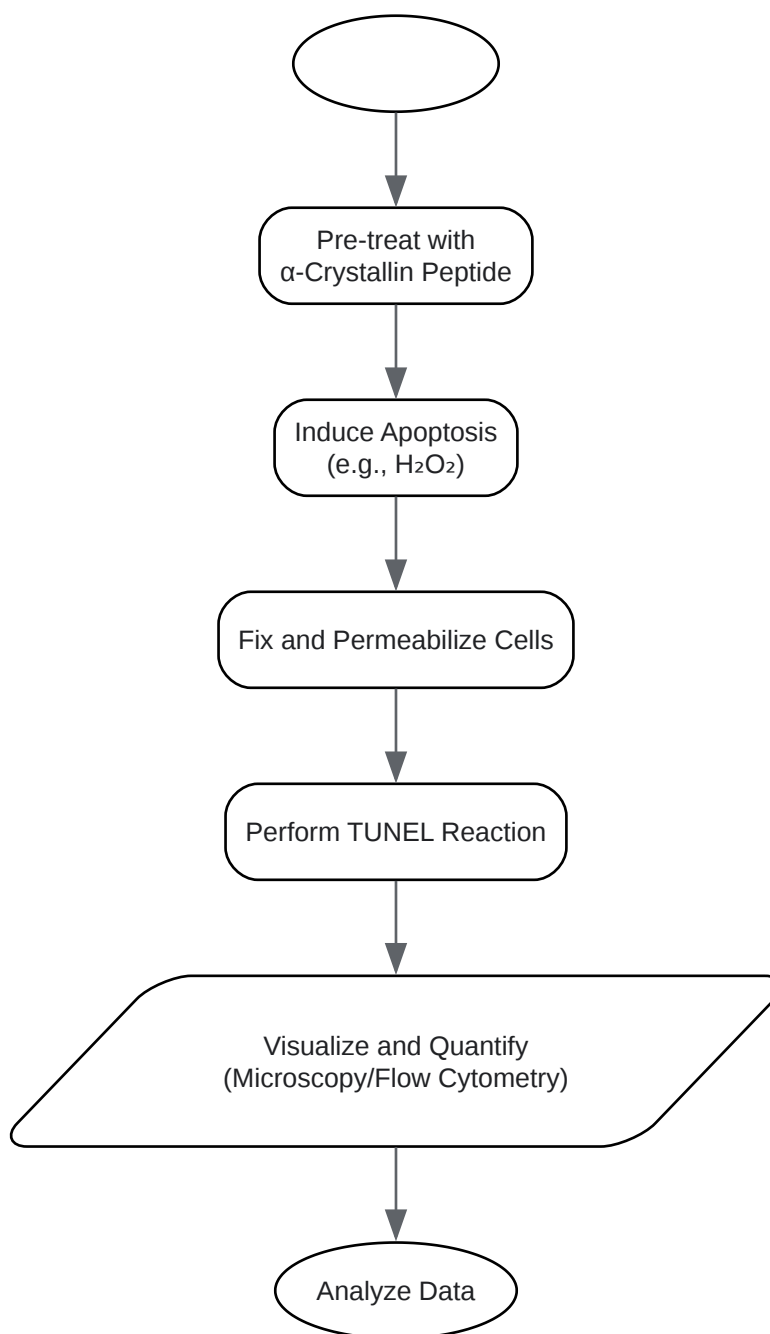 Pre-treat with
α-Crystallin Peptide
Induce Apoptosis
(e.g., H₂O₂)
Fix and Permeabilize Cells
Perform TUNEL Reaction
Visualize and Quantify
(Microscopy/Flow Cytometry)
Analyze Data